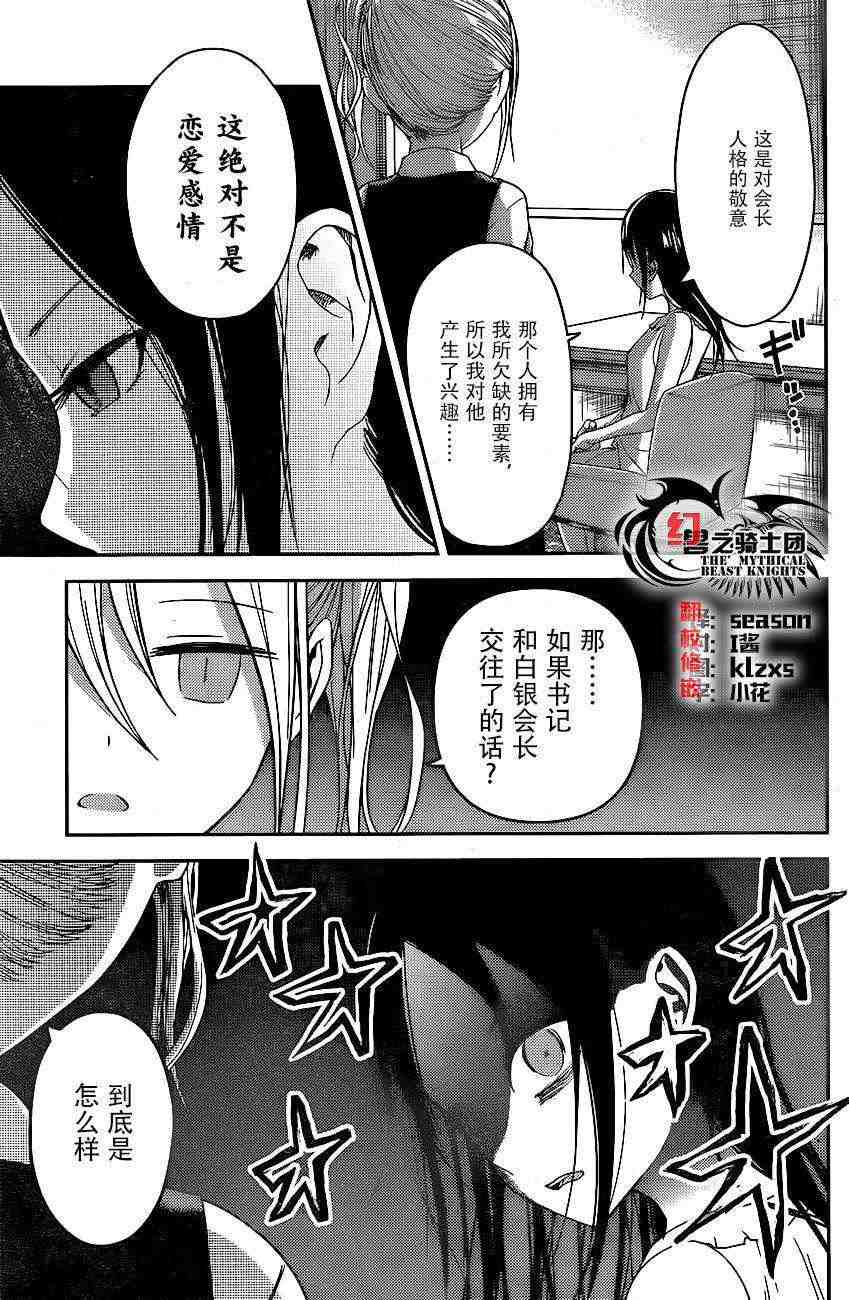 这是对会长
人格的敬意
那个人拥有
我所欠缺的要素,
所以我对他
产生了兴趣……
这绝对不是
恋爱感情
幻兽之骑士团
THE MYTHICAL
BEAST KNIGHTS
翻译: season
校对: I酱
修图: klzxs
嵌字: 小花
那……
如果书记
和白银会长
交往了的话?
到底是
怎么样